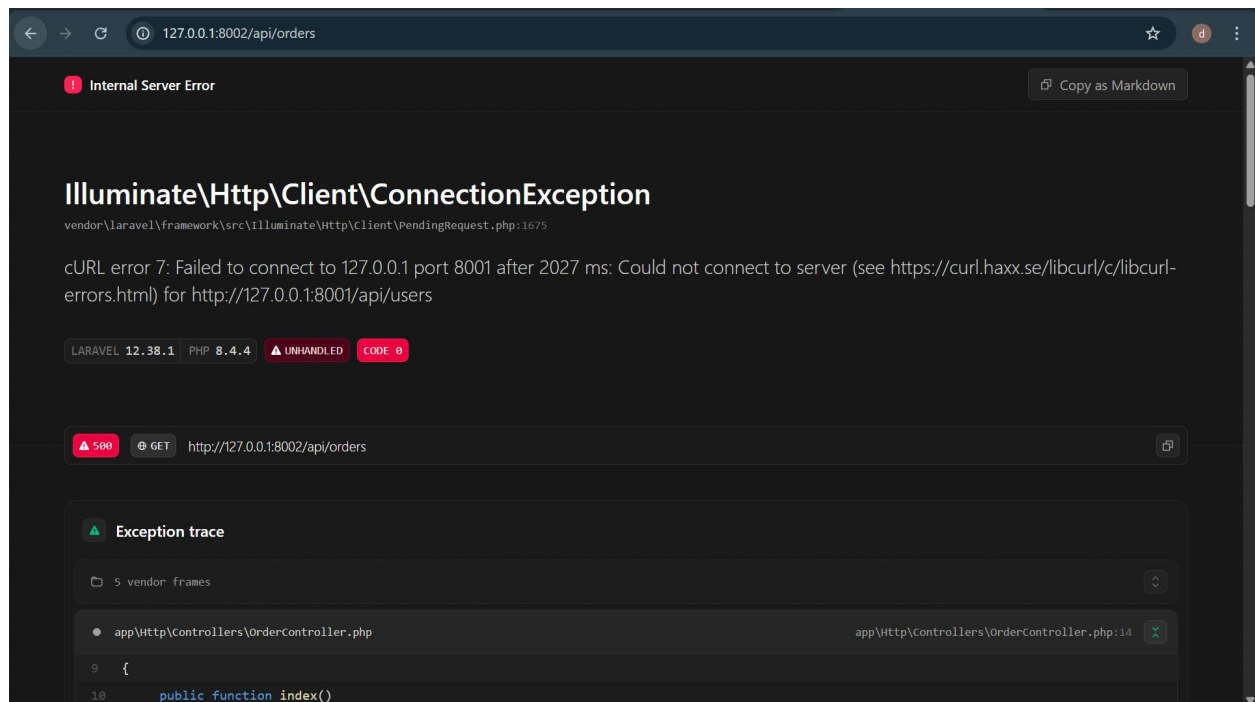 127.0.0.1:8002/api/orders
d
! Internal Server Error
Copy as Markdown
Illuminate\Http\Client\ConnectionException
vendor\laravel\framework\src\Illuminate\Http\Client\PendingRequest.php:1675
cURL error 7: Failed to connect to 127.0.0.1 port 8001 after 2027 ms: Could not connect to server (see https://curl.haxx.se/libcurl/c/libcurl-
errors.html) for http://127.0.0.1:8001/api/users
LARAVEL 12.38.1 PHP 8.4.4 UNHANDLED CODE 0
500 GET http://127.0.0.1:8002/api/orders
Exception trace
5 vendor frames
app\Http\Controllers\OrderController.php app\Http\Controllers\OrderController.php:14
9 {
10 public function index()